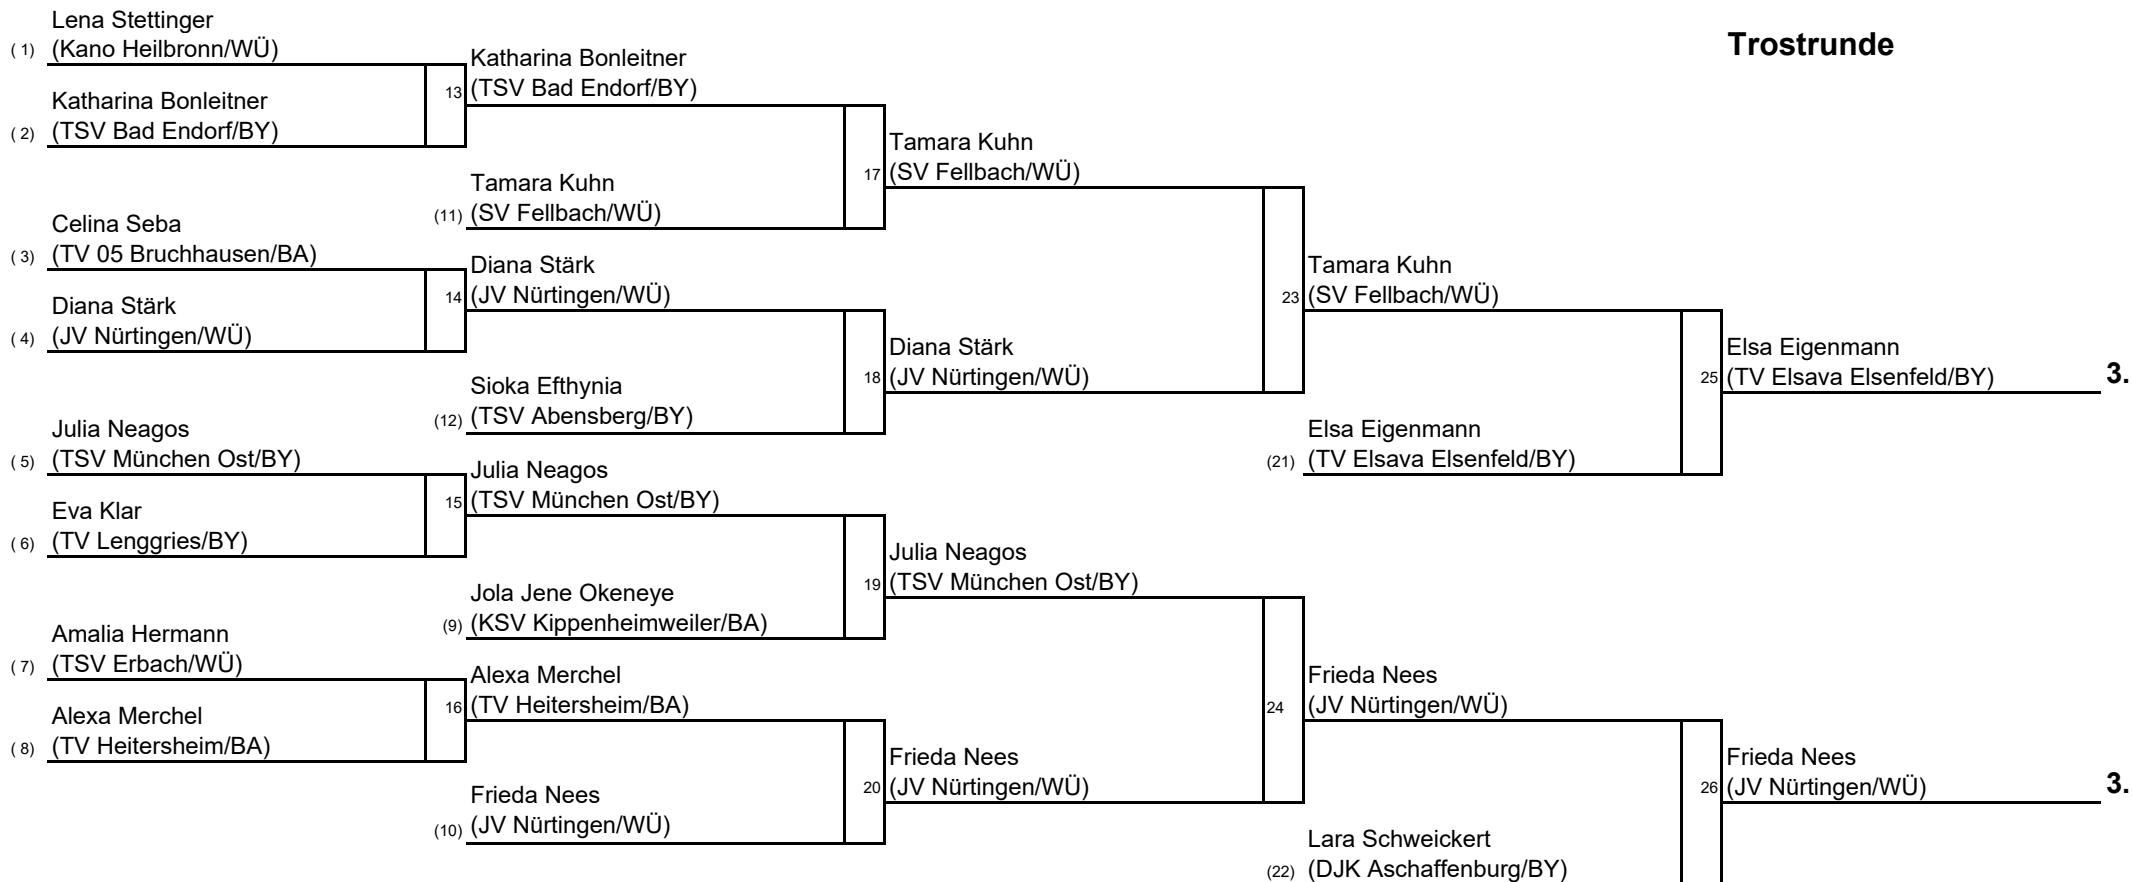 Trostrunde
Lena Stettinger
( 1) (Kano Heilbronn/WÜ)
Katharina Bonleitner
( 2) (TSV Bad Endorf/BY)
Celina Seba
( 3) (TV 05 Bruchhausen/BA)
Diana Stärk
( 4) (JV Nürtingen/WÜ)
Julia Neagos
( 5) (TSV München Ost/BY)
Eva Klar
( 6) (TV Lenggries/BY)
Amalia Hermann
( 7) (TSV Erbach/WÜ)
Alexa Merchel
( 8) (TV Heitersheim/BA)
Katharina Bonleitner
13 (TSV Bad Endorf/BY)
Tamara Kuhn
(11) (SV Fellbach/WÜ)
Diana Stärk
14 (JV Nürtingen/WÜ)
Sioka Efthynia
(12) (TSV Abensberg/BY)
Julia Neagos
15 (TSV München Ost/BY)
Jola Jene Okeneye
(9) (KSV Kippenheimweiler/BA)
Alexa Merchel
16 (TV Heitersheim/BA)
Frieda Nees
(10) (JV Nürtingen/WÜ)
Tamara Kuhn
17 (SV Fellbach/WÜ)
Diana Stärk
18 (JV Nürtingen/WÜ)
Julia Neagos
19 (TSV München Ost/BY)
Frieda Nees
20 (JV Nürtingen/WÜ)
Tamara Kuhn
23 (SV Fellbach/WÜ)
Elsa Eigenmann
(21) (TV Elsava Elsenfeld/BY)
Frieda Nees
24 (JV Nürtingen/WÜ)
Lara Schweickert
(22) (DJK Aschaffenburg/BY)
Elsa Eigenmann
25 (TV Elsava Elsenfeld/BY) 3.
Frieda Nees
26 (JV Nürtingen/WÜ) 3.